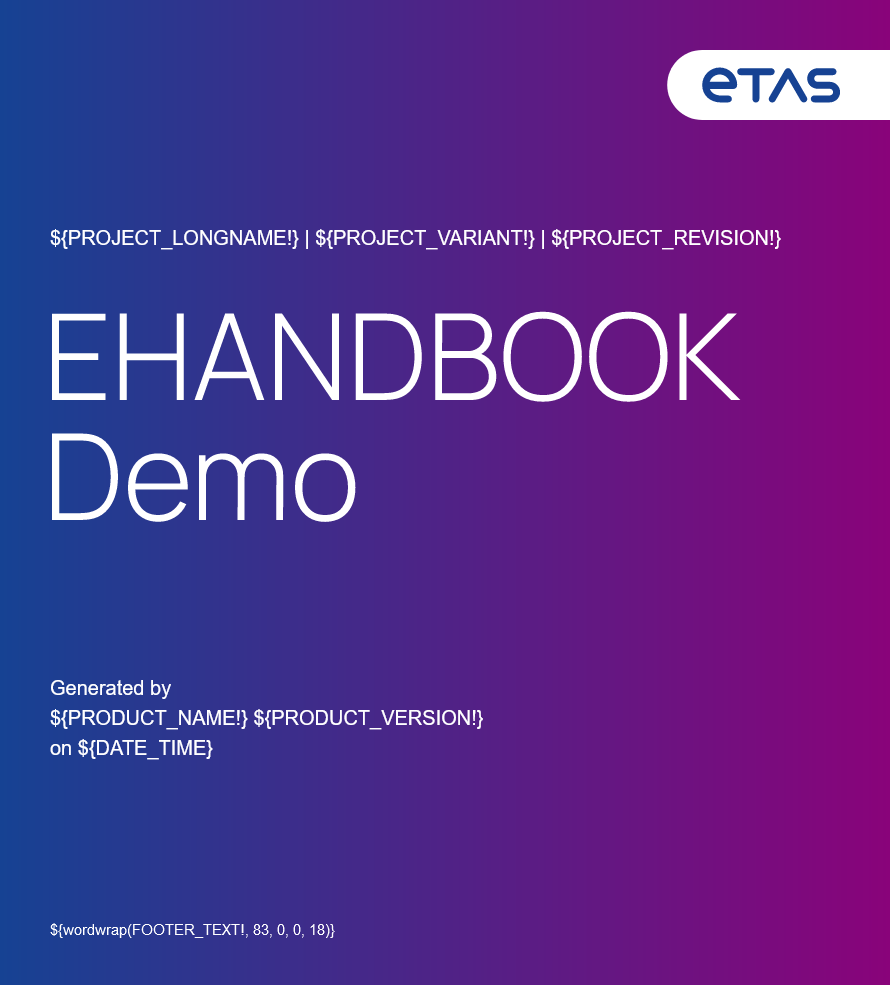 eTAS
${PROJECT_LONGNAME!} | ${PROJECT_VARIANT!} | ${PROJECT_REVISION!}
EHANDBOOK
Demo
Generated by
${PRODUCT_NAME!} ${PRODUCT_VERSION!}
on ${DATE_TIME}
${wordwrap(FOOTER_TEXT!, 83, 0, 0, 18)}